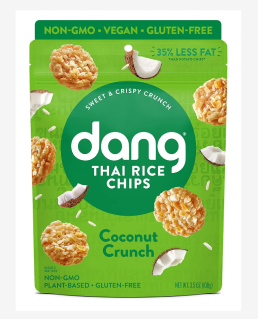 NON-GMO • VEGAN • GLUTEN-FREE
35% LESS FAT
SWEET & CRISPY CRUNCH
dang®
THAI RICE
CHIPS
Coconut
Crunch
NON-GMO
PLANT-BASED • GLUTEN-FREE